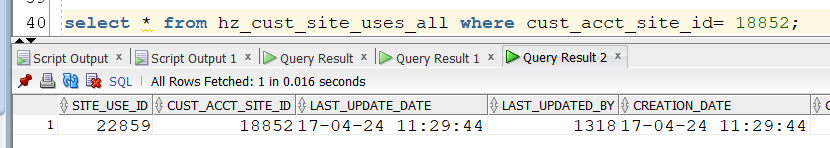 40 select * from hz_cust_site_uses_all where cust_acct_site_id= 18852;
Script Output x Script Output 1 x Query Result x Query Result 1 x Query Result 2 x
SQL | All Rows Fetched: 1 in 0.016 seconds
SITE_USE_ID CUST_ACCT_SITE_ID LAST_UPDATE_DATE LAST_UPDATED_BY CREATION_DATE
1 22859 18852 17-04-24 11:29:44 1318 17-04-24 11:29:44